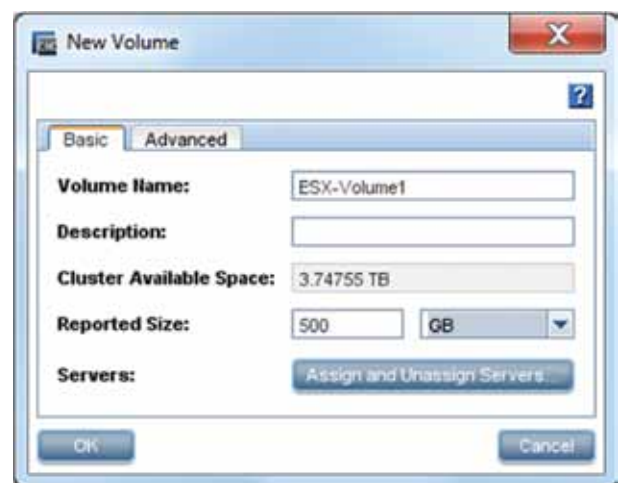 New Volume
X
?
Basic Advanced
Volume Name: ESX-Volume1
Description:
Cluster Available Space: 3.74755 TB
Reported Size: 500 GB
Servers: Assign and Unassign Servers...
OK Cancel